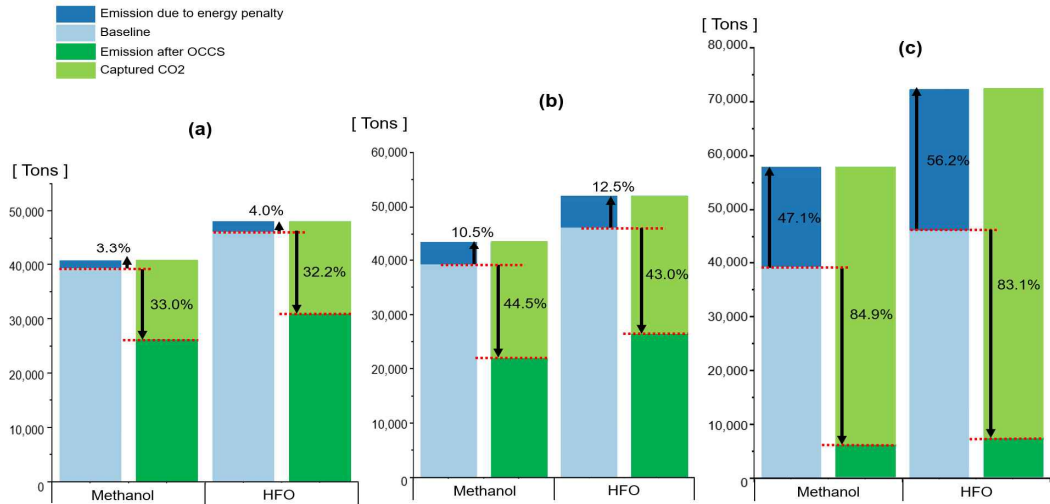 Emission due to energy penalty
Baseline
Emission after OCCS
Captured CO2
(a)
[ Tons ]
50,000
40,000
30,000
20,000
10,000
0
3.3%
33.0%
4.0%
32.2%
Methanol
HFO
(b)
[ Tons ]
60,000
50,000
40,000
30,000
20,000
10,000
0
10.5%
44.5%
12.5%
43.0%
Methanol
HFO
(c)
[ Tons ]
80,000
70,000
60,000
50,000
40,000
30,000
20,000
10,000
0
47.1%
84.9%
56.2%
83.1%
Methanol
HFO